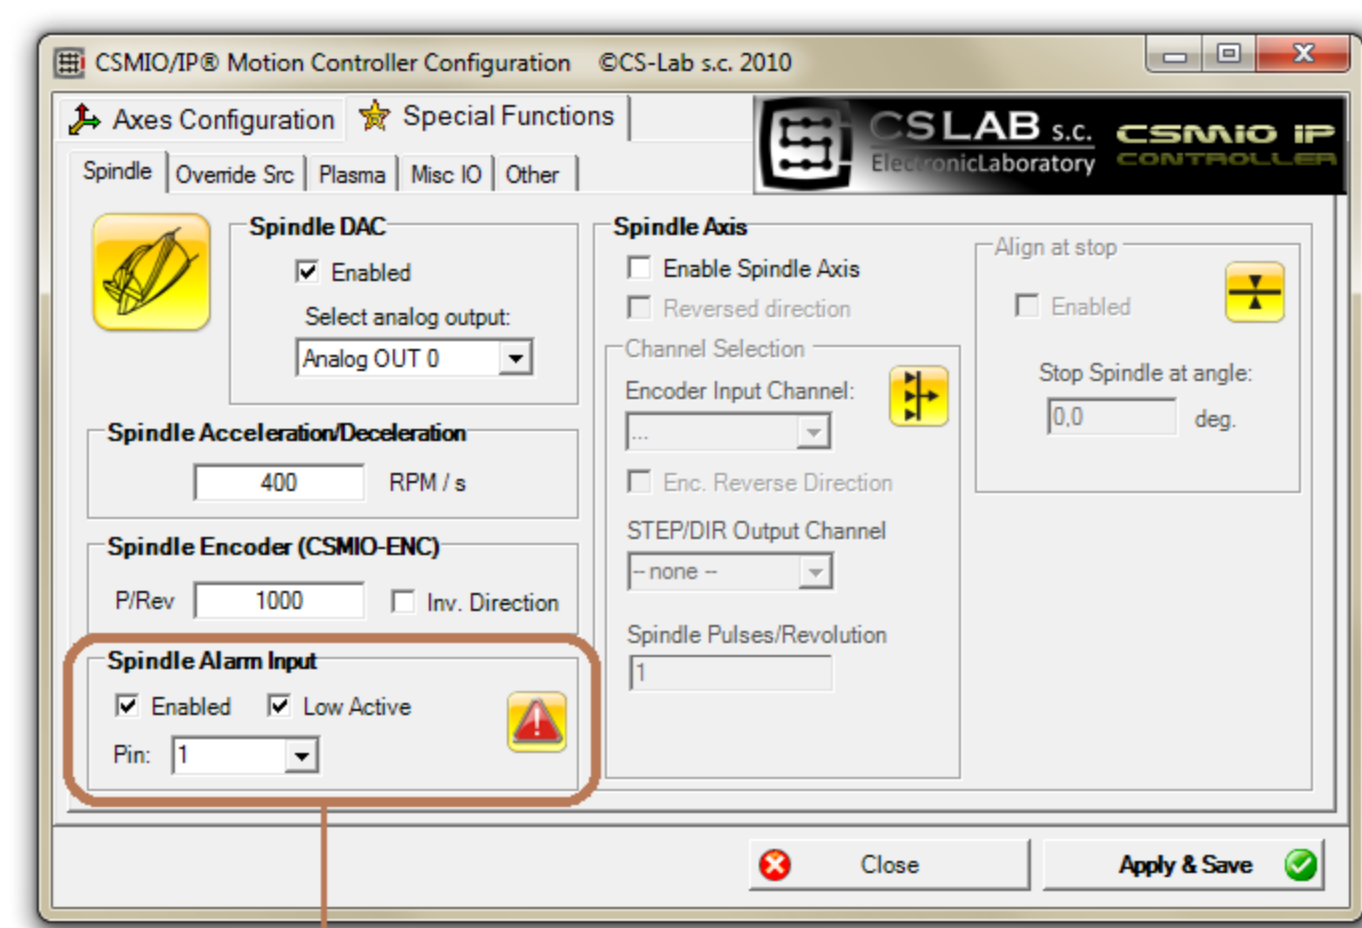 CSMIO/IP® Motion Controller Configuration ©CS-Lab s.c. 2010
Axes Configuration Special Functions
CSLAB s.c.
ElectronicLaboratory
CSMIO IP
CONTROLLER
Spindle Override Src Plasma Misc IO Other
Spindle DAC
Enabled
Select analog output:
Analog OUT 0
Spindle Acceleration/Deceleration
400 RPM / s
Spindle Encoder (CSMIO-ENC)
P/Rev 1000 Inv. Direction
Spindle Alarm Input
Enabled Low Active
Pin: 1
Spindle Axis
Enable Spindle Axis
Reversed direction
Channel Selection
Encoder Input Channel:
...
Enc. Reverse Direction
STEP/DIR Output Channel
-- none --
Spindle Pulses/Revolution
1
Align at stop
Enabled
Stop Spindle at angle:
0,0 deg.
Close Apply & Save